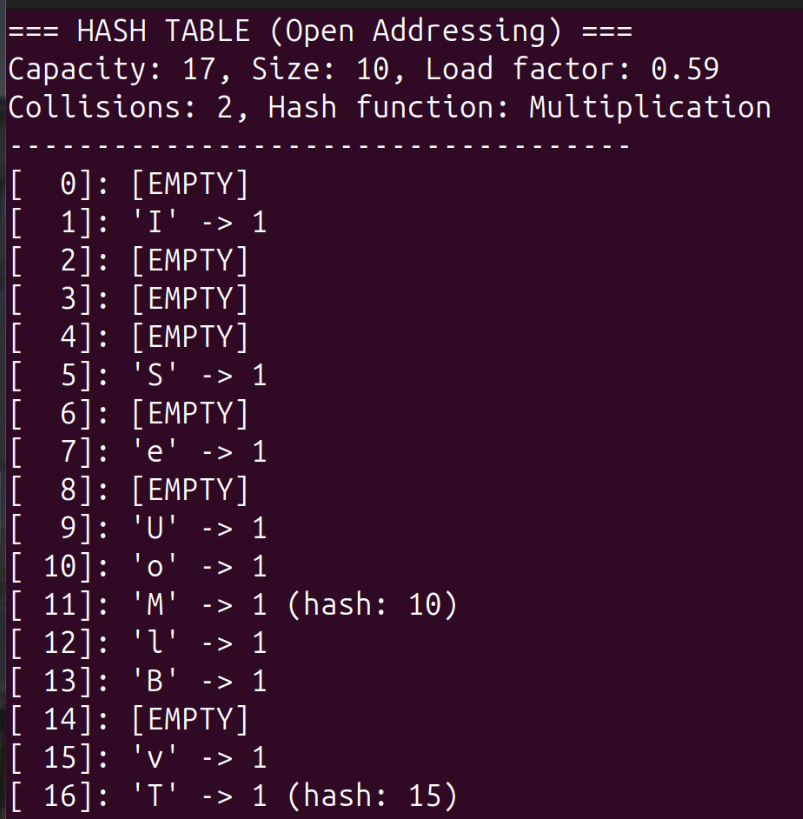 === HASH TABLE (Open Addressing) ===
Capacity: 17, Size: 10, Load factor: 0.59
Collisions: 2, Hash function: Multiplication
------------------------------------
[  0]: [EMPTY]
[  1]: 'I' -> 1
[  2]: [EMPTY]
[  3]: [EMPTY]
[  4]: [EMPTY]
[  5]: 'S' -> 1
[  6]: [EMPTY]
[  7]: 'e' -> 1
[  8]: [EMPTY]
[  9]: 'U' -> 1
[ 10]: 'o' -> 1
[ 11]: 'M' -> 1 (hash: 10)
[ 12]: 'l' -> 1
[ 13]: 'B' -> 1
[ 14]: [EMPTY]
[ 15]: 'v' -> 1
[ 16]: 'T' -> 1 (hash: 15)